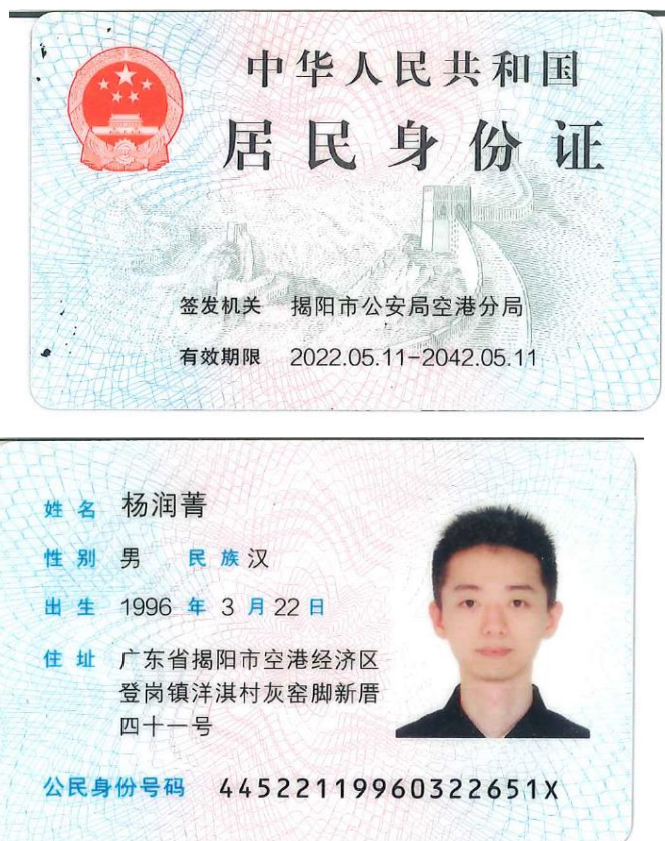 中华人民共和国
居民身份证
签发机关 揭阳市公安局空港分局
有效期限 2022.05.11-2042.05.11
姓名 杨润菁
性别 男 民族 汉
出生 1996 年 3 月 22 日
住址 广东省揭阳市空港经济区
登岗镇洋淇村灰窑脚新厝
四十一号
公民身份号码 44522119960322651X